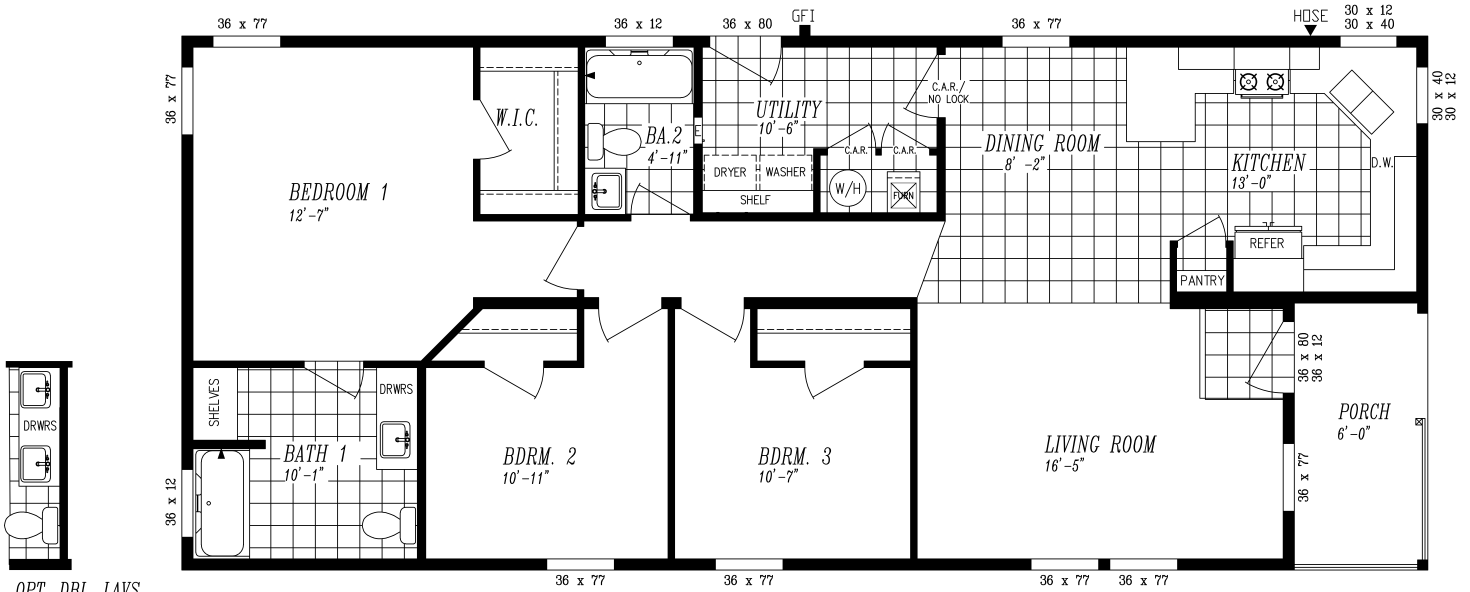 36 x 77
36 x 12
36 x 80
GFI
36 x 77
HOSE
30 x 12
30 x 40
36 x 77
30 x 40
30 x 12
W.I.C.
BA.2
4'-11"
UTILITY
10'-6"
C.A.R./
NO LOCK
C.A.R.
C.A.R.
DRYER
WASHER
SHELF
W/H
FURN
DINING ROOM
8' -2"
KITCHEN
13'-0"
D.W.
REFER
PANTRY
BEDROOM 1
12'-7"
SHELVES
DRWRS
BATH 1
10'-1"
BDRM. 2
10'-11"
BDRM. 3
10'-7"
LIVING ROOM
16'-5"
36 x 80
36 x 12
PORCH
6'-0"
36 x 77
36 x 12
DRWRS
OPT. DBL. LAVS
36 x 77
36 x 77
36 x 77
36 x 77